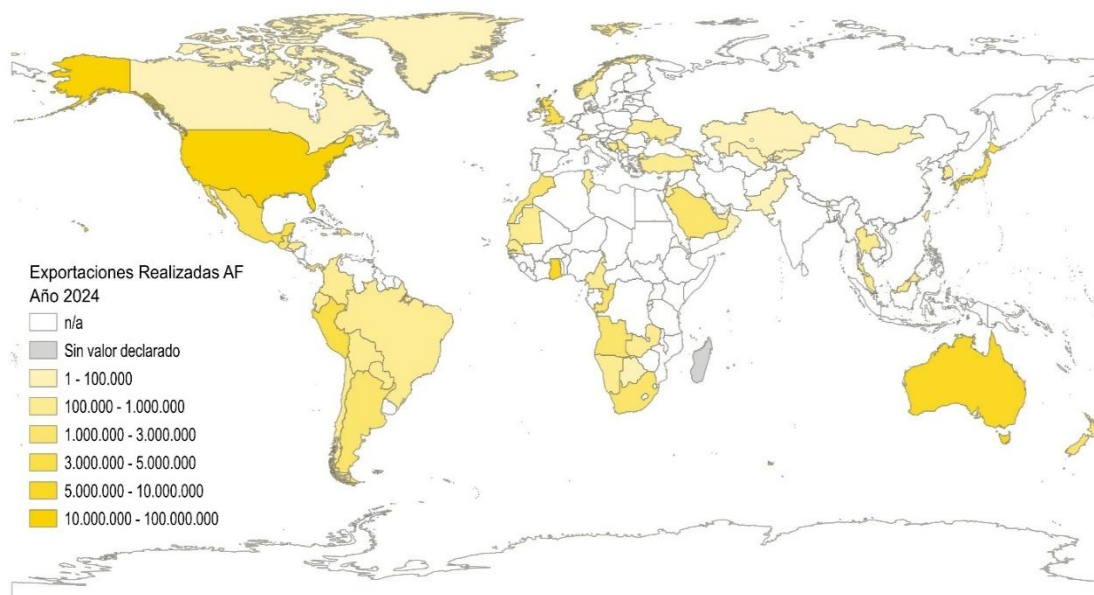 Exportaciones Realizadas AF
Año 2024
n/a
Sin valor declarado
1 - 100.000
100.000 - 1.000.000
1.000.000 - 3.000.000
3.000.000 - 5.000.000
5.000.000 - 10.000.000
10.000.000 - 100.000.000